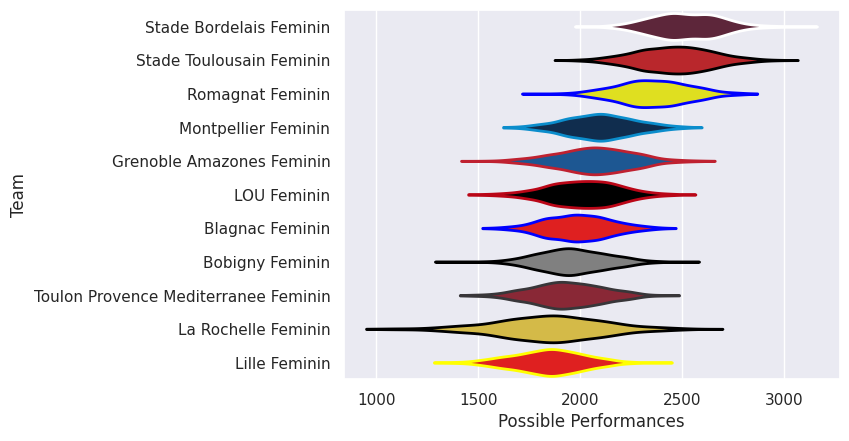 Stade Bordelais Feminin
Stade Toulousain Feminin
Romagnat Feminin
Montpellier Feminin
Grenoble Amazones Feminin
LOU Feminin
Blagnac Feminin
Bobigny Feminin
Toulon Provence Mediterranee Feminin
La Rochelle Feminin
Lille Feminin
Team
1000 1500 2000 2500 3000
Possible Performances